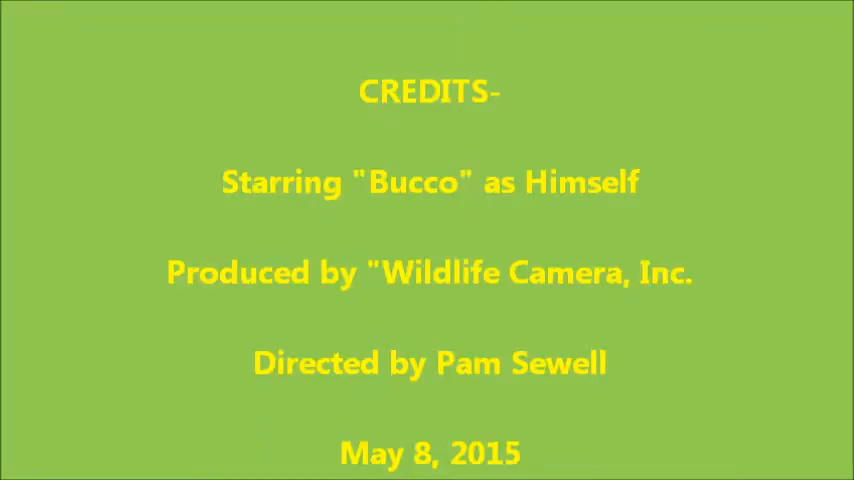 CREDITS-
Starring "Bucco" as Himself
Produced by "Wildlife Camera, Inc.
Directed by Pam Sewell
May 8, 2015